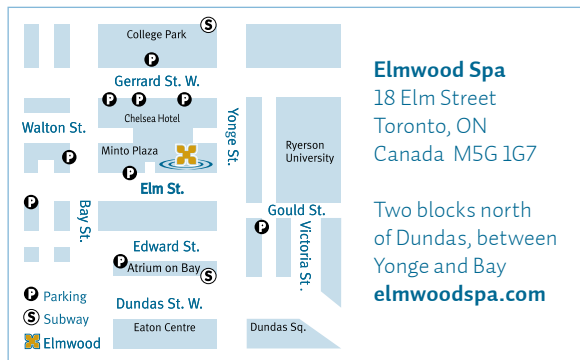 College Park
S
P
Gerrard St. W.
P
P
P
Chelsea Hotel
Walton St.
Yonge St.
Minto Plaza
Ryerson
University
P
P
Elm St.
P
Bay St.
Gould St.
P
Victoria St.
Edward St.
P
Atrium on Bay
S
Dundas St. W.
Eaton Centre
Dundas Sq.
P Parking
S Subway
Elmwood
Elmwood Spa
18 Elm Street
Toronto, ON
Canada M5G 1G7
Two blocks north
of Dundas, between
Yonge and Bay
elmwoodspa.com